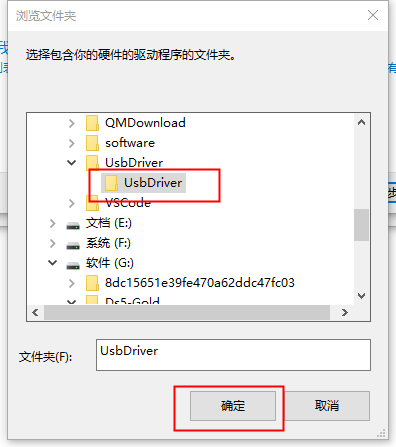 浏览文件夹
选择包含你的硬件的驱动程序的文件夹。
QMDownload
software
UsbDriver
UsbDriver
VSCode
文档 (E:)
系统 (F:)
软件 (G:)
8dc15651e39fe470a62ddc47fc03
Ds5-Gold
文件夹(F):
UsbDriver
确定
取消